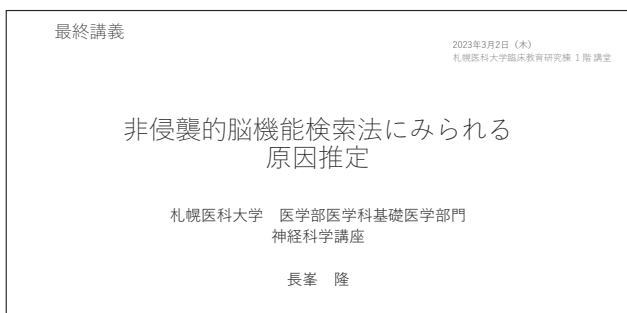 最終講義
2023年3月2日（木）
札幌医科大学臨床教育研究棟 1階 講堂
非侵襲的脳機能検索法にみられる
原因推定
札幌医科大学　医学部医学科基礎医学部門
神経科学講座
長峯　隆